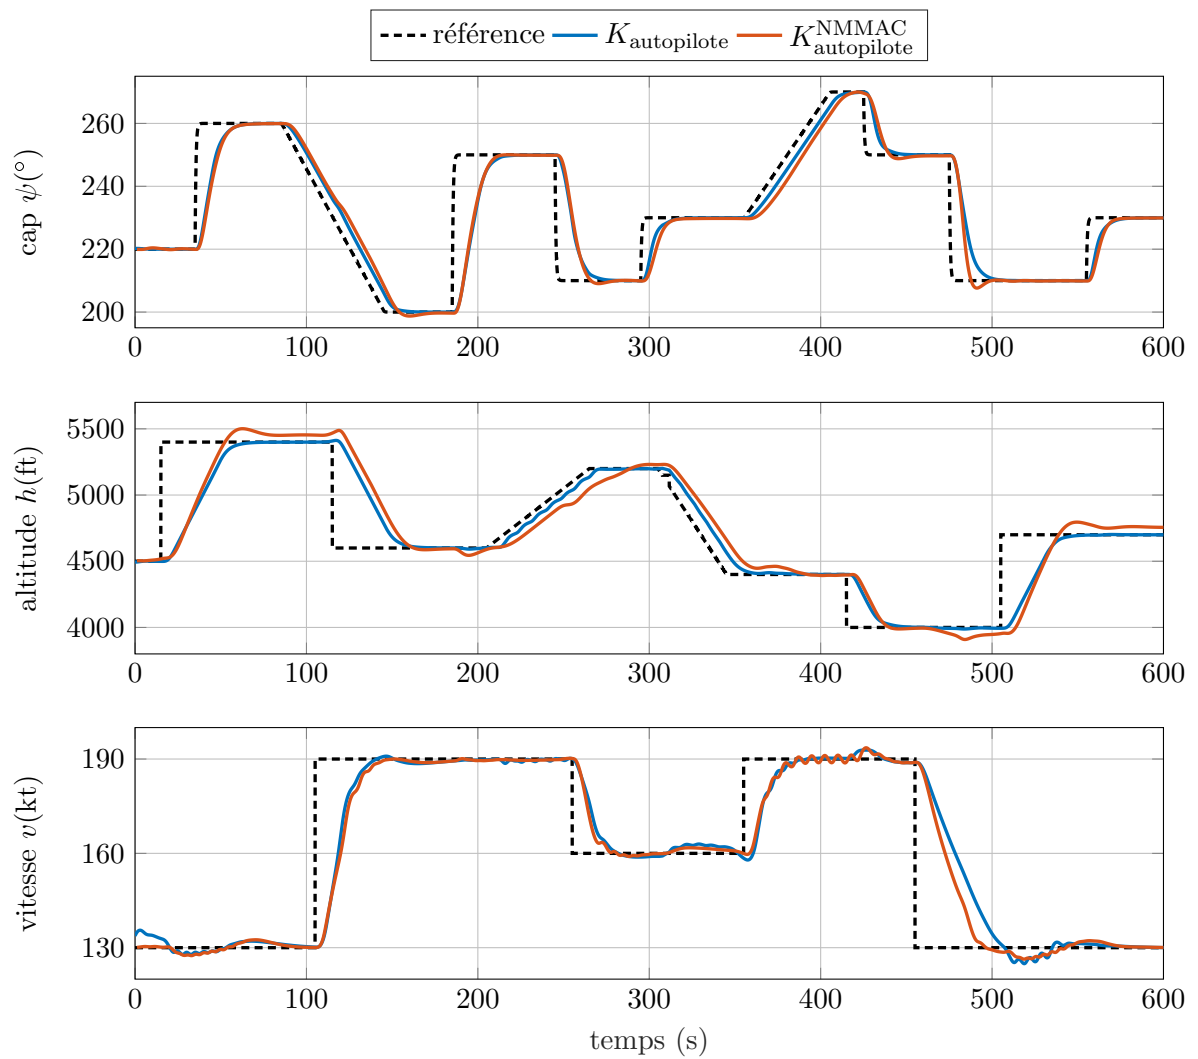 référence K_autopilote K_autopilote^NMMAC
cap ψ(°)
260
240
220
200
0 100 200 300 400 500 600
altitude h(ft)
5500
5000
4500
4000
0 100 200 300 400 500 600
vitesse v(kt)
190
160
130
0 100 200 300 400 500 600
temps (s)